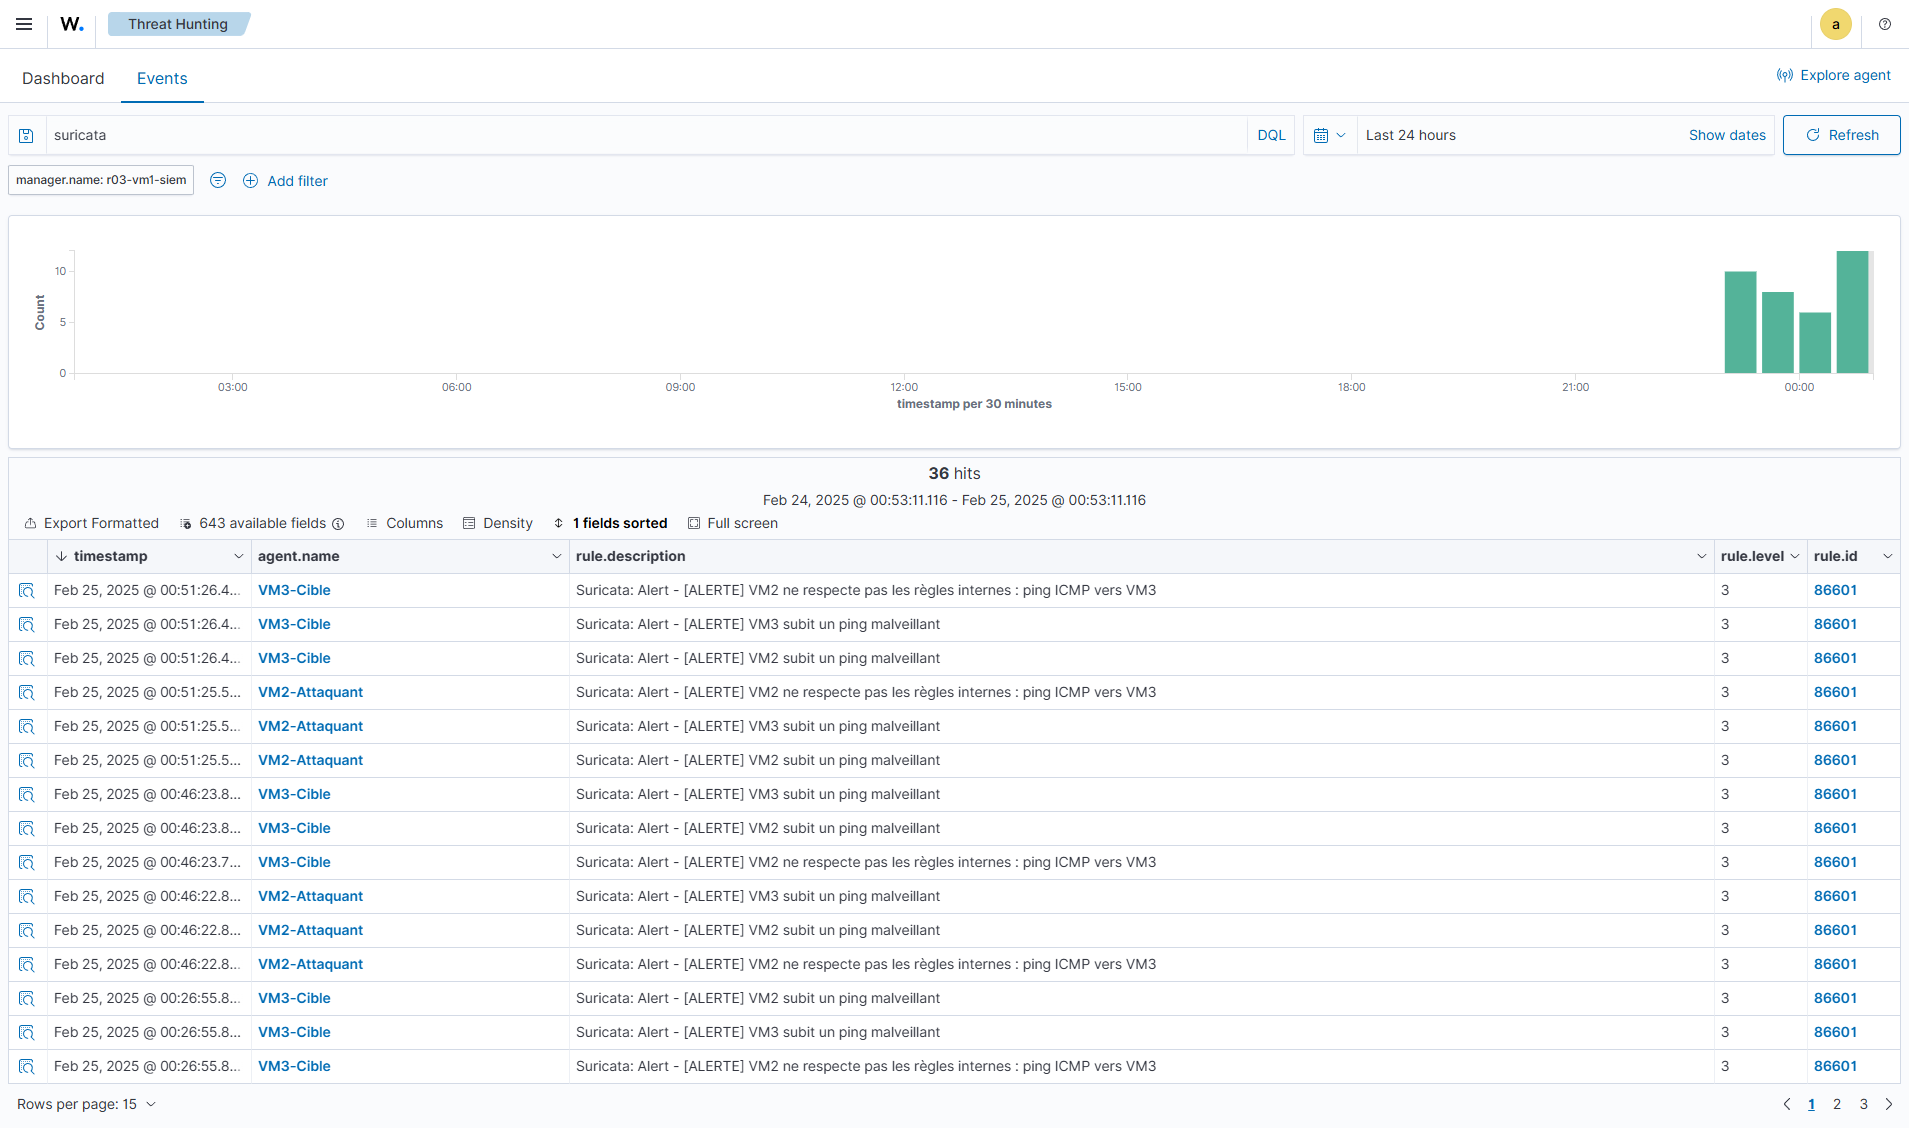 W. Threat Hunting a
Dashboard Events Explore agent
suricata DQL Last 24 hours Show dates Refresh
manager.name: r03-vm1-siem Add filter
10
5
0
Count
03:00 06:00 09:00 12:00 15:00 18:00 21:00 00:00
timestamp per 30 minutes
36 hits
Feb 24, 2025 @ 00:53:11.116 - Feb 25, 2025 @ 00:53:11.116
Export Formatted 643 available fields Columns Density 1 fields sorted Full screen
timestamp agent.name rule.description rule.level rule.id
Feb 25, 2025 @ 00:51:26.4... VM3-Cible Suricata: Alert - [ALERTE] VM2 ne respecte pas les règles internes : ping ICMP vers VM3 3 86601
Feb 25, 2025 @ 00:51:26.4... VM3-Cible Suricata: Alert - [ALERTE] VM3 subit un ping malveillant 3 86601
Feb 25, 2025 @ 00:51:26.4... VM3-Cible Suricata: Alert - [ALERTE] VM2 subit un ping malveillant 3 86601
Feb 25, 2025 @ 00:51:25.5... VM2-Attaquant Suricata: Alert - [ALERTE] VM2 ne respecte pas les règles internes : ping ICMP vers VM3 3 86601
Feb 25, 2025 @ 00:51:25.5... VM2-Attaquant Suricata: Alert - [ALERTE] VM3 subit un ping malveillant 3 86601
Feb 25, 2025 @ 00:51:25.5... VM2-Attaquant Suricata: Alert - [ALERTE] VM2 subit un ping malveillant 3 86601
Feb 25, 2025 @ 00:46:23.8... VM3-Cible Suricata: Alert - [ALERTE] VM3 subit un ping malveillant 3 86601
Feb 25, 2025 @ 00:46:23.8... VM3-Cible Suricata: Alert - [ALERTE] VM2 subit un ping malveillant 3 86601
Feb 25, 2025 @ 00:46:23.7... VM3-Cible Suricata: Alert - [ALERTE] VM2 ne respecte pas les règles internes : ping ICMP vers VM3 3 86601
Feb 25, 2025 @ 00:46:22.8... VM2-Attaquant Suricata: Alert - [ALERTE] VM3 subit un ping malveillant 3 86601
Feb 25, 2025 @ 00:46:22.8... VM2-Attaquant Suricata: Alert - [ALERTE] VM2 subit un ping malveillant 3 86601
Feb 25, 2025 @ 00:46:22.8... VM2-Attaquant Suricata: Alert - [ALERTE] VM2 ne respecte pas les règles internes : ping ICMP vers VM3 3 86601
Feb 25, 2025 @ 00:26:55.8... VM3-Cible Suricata: Alert - [ALERTE] VM2 subit un ping malveillant 3 86601
Feb 25, 2025 @ 00:26:55.8... VM3-Cible Suricata: Alert - [ALERTE] VM3 subit un ping malveillant 3 86601
Feb 25, 2025 @ 00:26:55.8... VM3-Cible Suricata: Alert - [ALERTE] VM2 ne respecte pas les règles internes : ping ICMP vers VM3 3 86601
Rows per page: 15 1 2 3